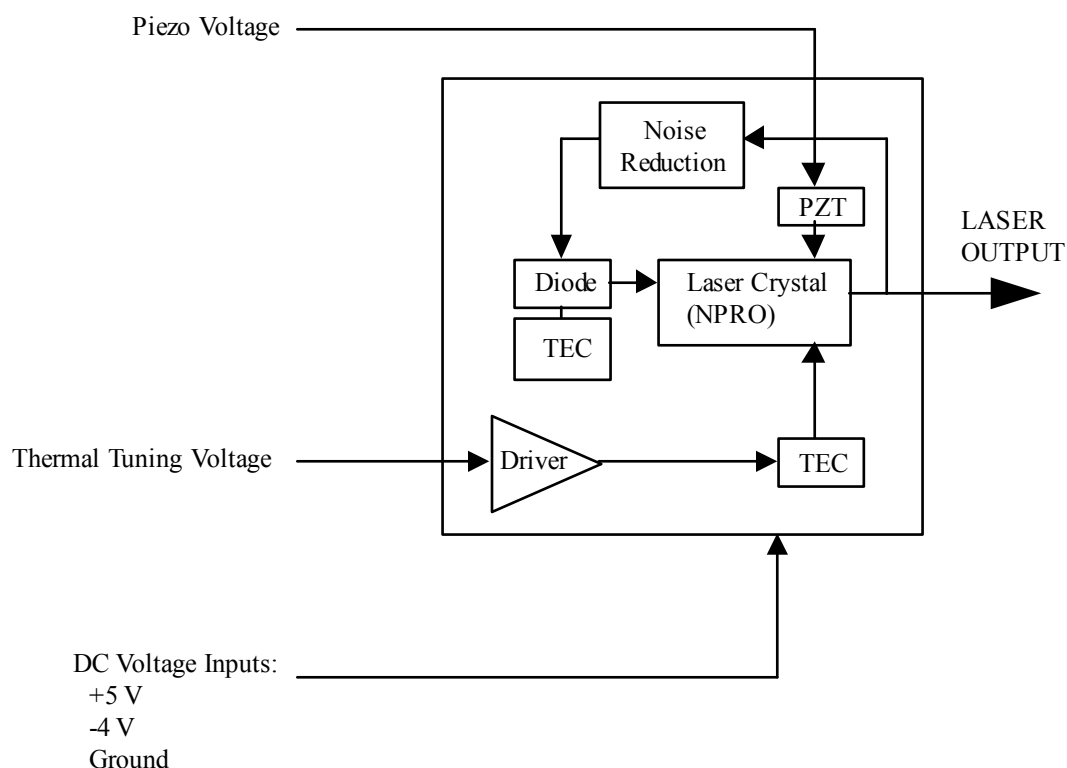 Piezo Voltage
Noise
Reduction
PZT
LASER
OUTPUT
Diode
Laser Crystal
(NPRO)
TEC
Thermal Tuning Voltage
Driver
TEC
DC Voltage Inputs:
+5 V
-4 V
Ground